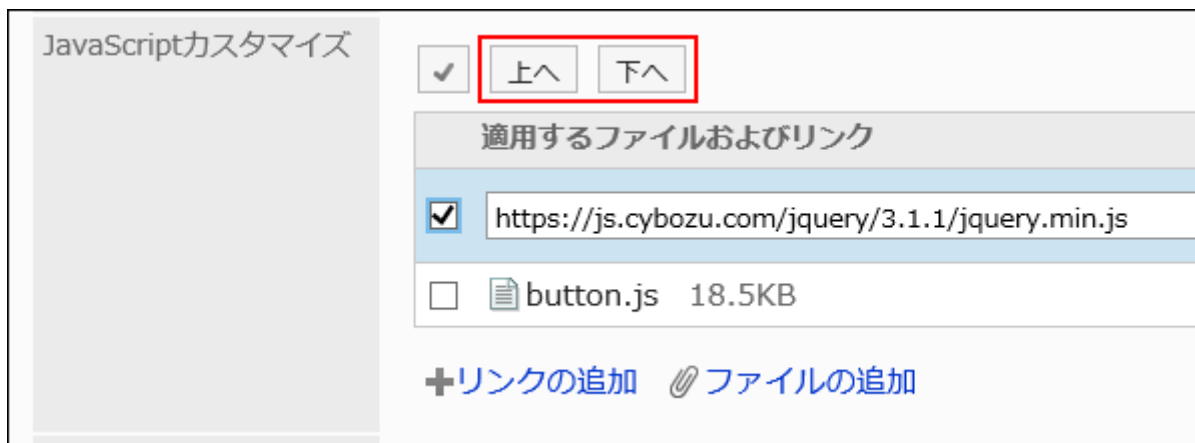 JavaScriptカスタマイズ
上へ 下へ
適用するファイルおよびリンク
https://js.cybozu.com/jquery/3.1.1/jquery.min.js
button.js 18.5KB
リンクの追加 ファイルの追加